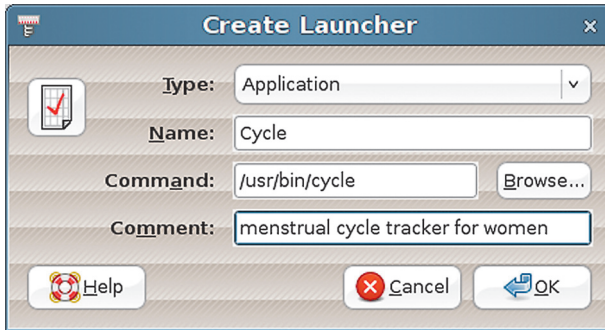 Create Launcher
Type: Application
Name: Cycle
Command: /usr/bin/cycle Browse...
Comment: menstrual cycle tracker for women
Help Cancel OK